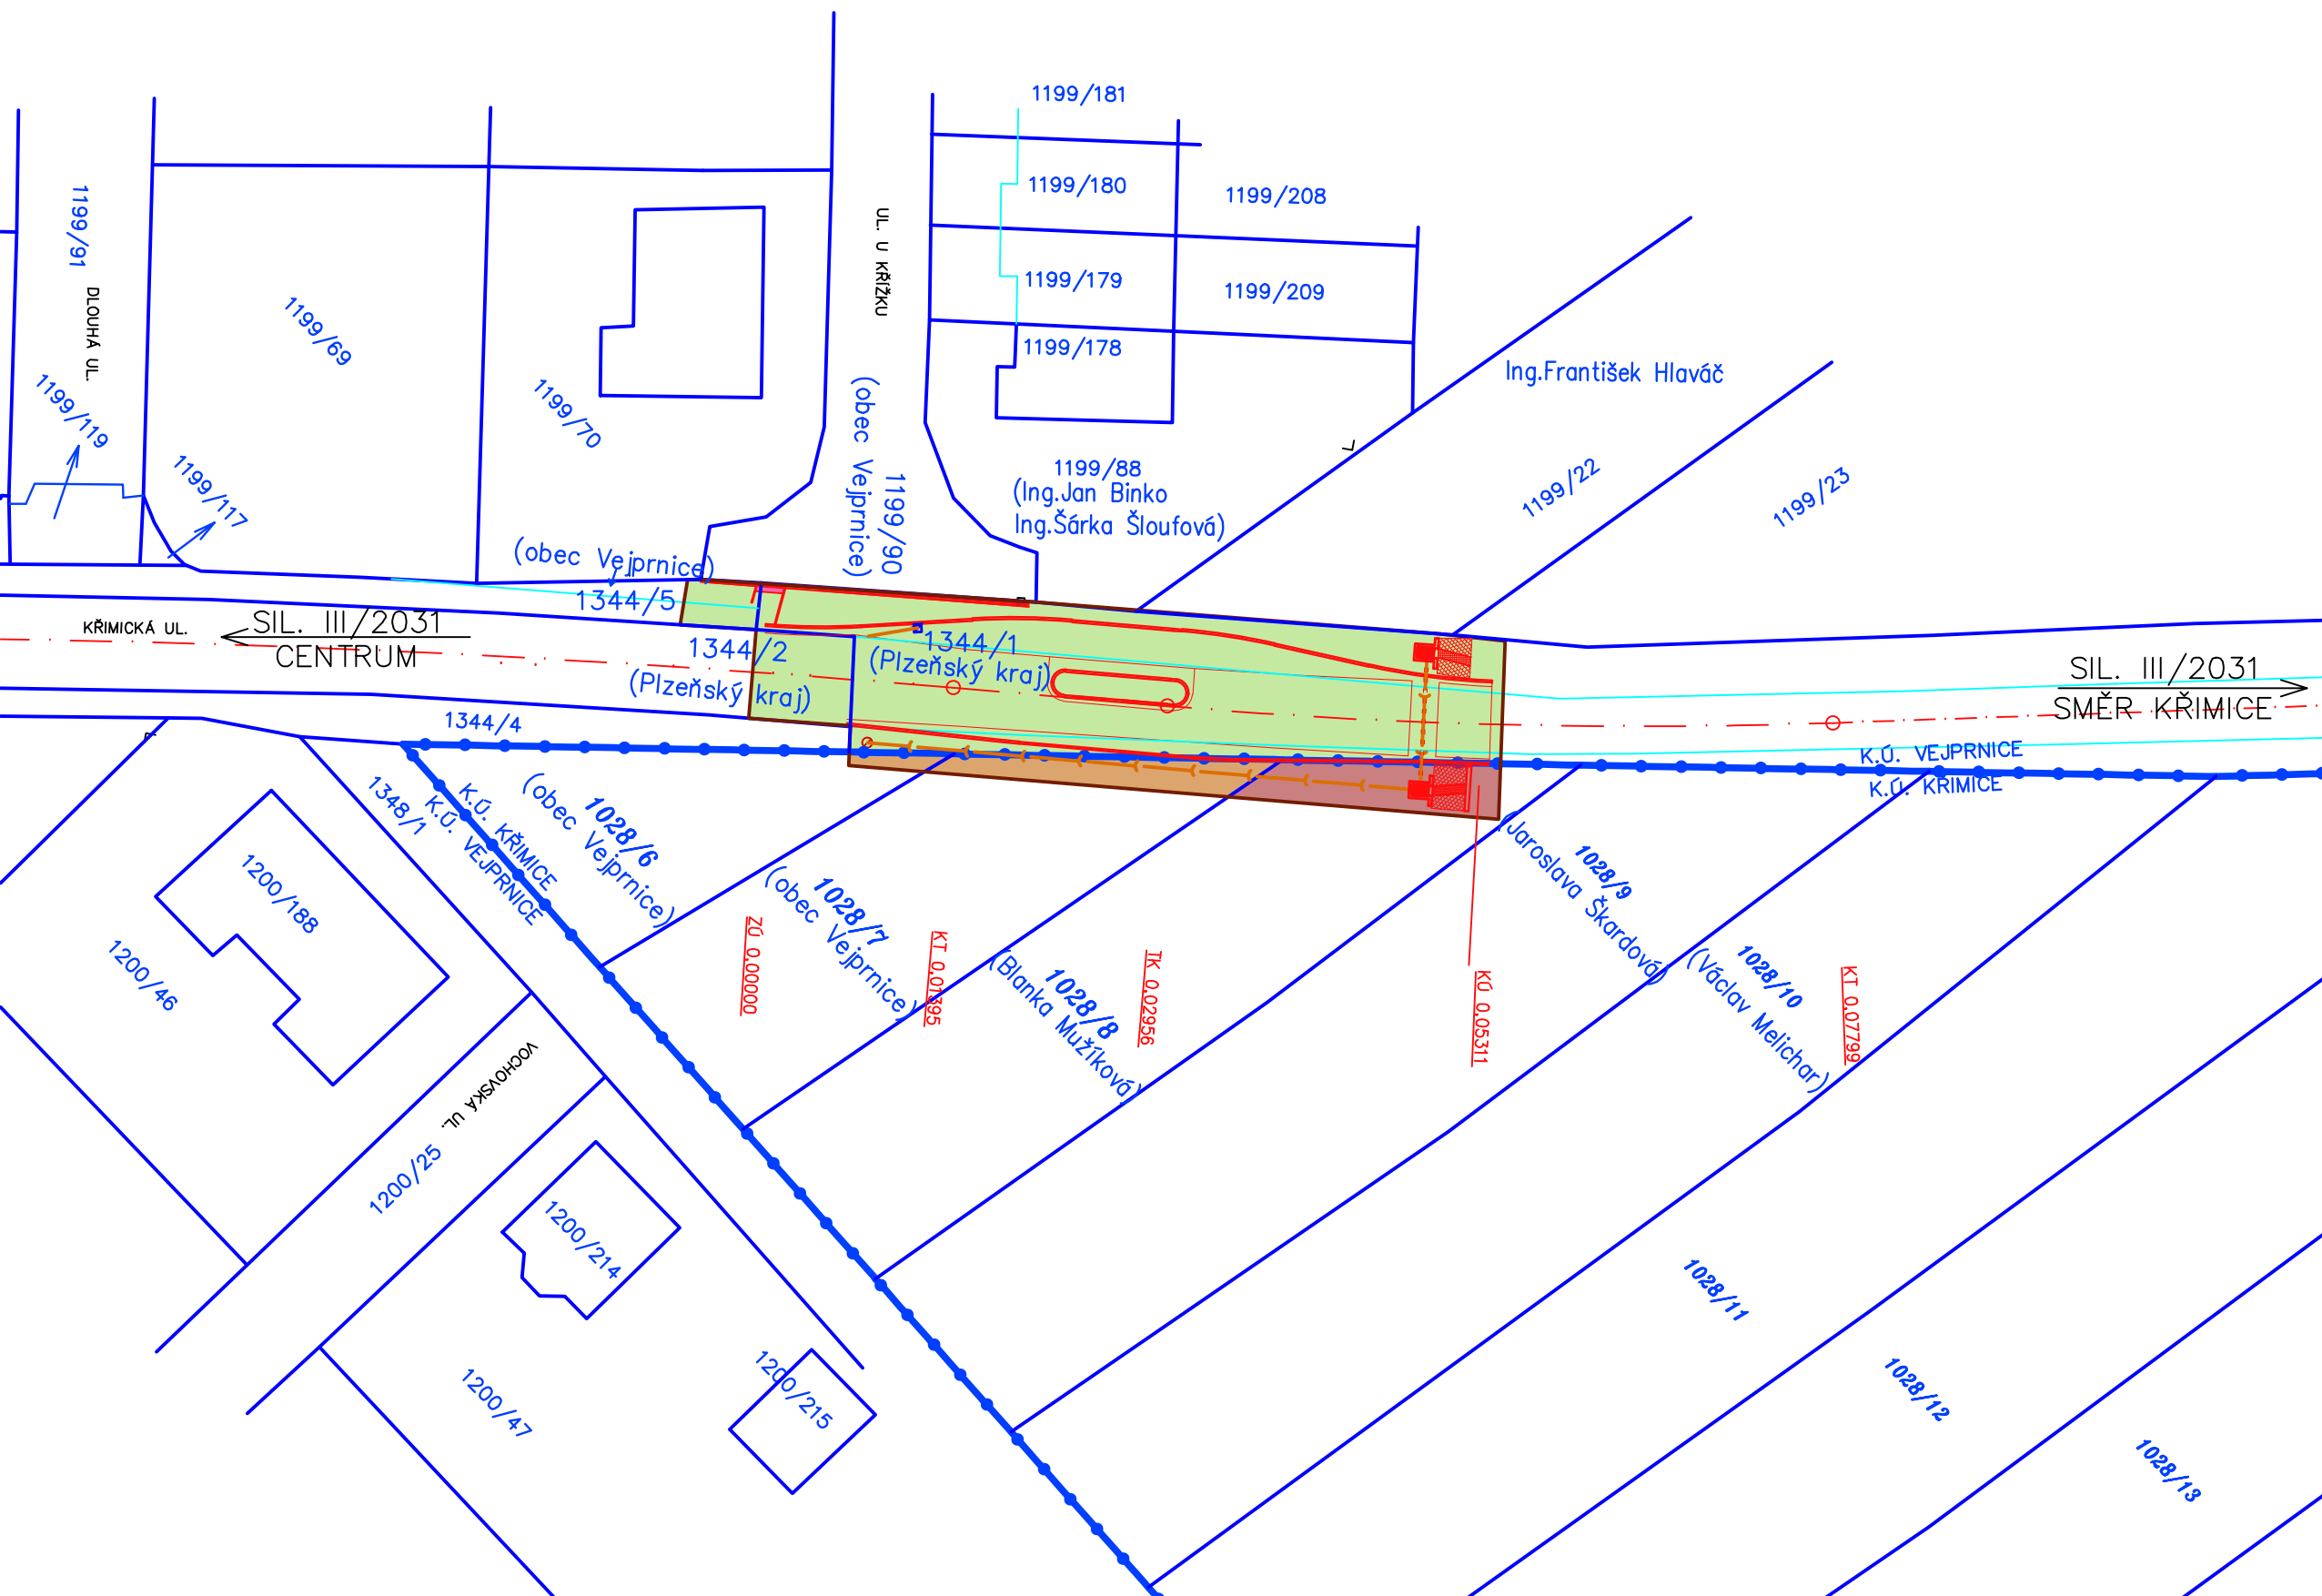 1199/181
1199/180
1199/208
1199/179
1199/209
1199/178
1199/91
DLOUHÁ UL.
UL. U KŘÍŽKU
1199/69
1199/119
1199/117
1199/70
(obec Vejprnice)
1199/90
Ing.František Hlaváč
1199/88
(Ing.Jan Binko
Ing.Šárka Šloufová)
1199/22
1199/23
(obec Vejprnice)
1344/5
KŘIMICKÁ UL.
SIL. III/2031
CENTRUM
1344/2
(Plzeňský kraj)
1344/1
(Plzeňský kraj)
SIL. III/2031
SMĚR KŘIMICE
1344/4
K.Ú. VEJPRNICE
K.Ú. KŘIMICE
1348/1
K.Ú. KŘIMICE
K.Ú. VEJPRNICE
1028/6
(obec Vejprnice)
1028/7
(obec Vejprnice)
1028/8
(Blanka Mužíková)
1028/9
(Jaroslava Škardová)
1028/10
(Václav Melichar)
ZÚ 0,00000
KT 0,01395
TK 0,02956
KÚ 0,05311
KT 0,07799
1200/188
1200/46
VOCHOVSKÁ UL.
1200/25
1200/214
1200/215
1200/47
1028/11
1028/12
1028/13